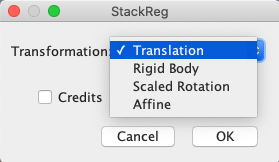 StackReg
Transformation: ✓ Translation
Rigid Body
Scaled Rotation
Affine
Credits
Cancel OK